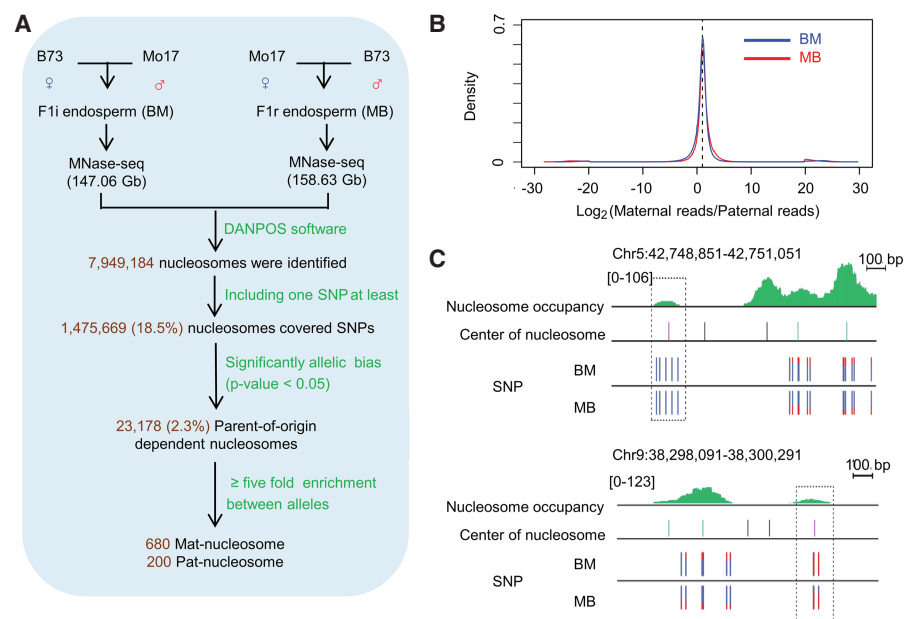 A
B73
Mo17
♀
♂
F1i endosperm (BM)
MNase-seq
(147.06 Gb)
Mo17
B73
♀
♂
F1r endosperm (MB)
MNase-seq
(158.63 Gb)
DANPOS software
7,949,184 nucleosomes were identified
Including one SNP at least
1,475,669 (18.5%) nucleosomes covered SNPs
Significantly allelic bias
(p-value < 0.05)
23,178 (2.3%) Parent-of-origin
dependent nucleosomes
≥ five fold enrichment
between alleles
680 Mat-nucleosome
200 Pat-nucleosome
B
0.7
Density
0
BM
MB
-30 -20 -10 0 10 20 30
Log2(Maternal reads/Paternal reads)
C
Chr5:42,748,851-42,751,051
100 bp
[0-106]
Nucleosome occupancy
Center of nucleosome
BM
SNP
MB
Chr9:38,298,091-38,300,291
100 bp
[0-123]
Nucleosome occupancy
Center of nucleosome
BM
SNP
MB